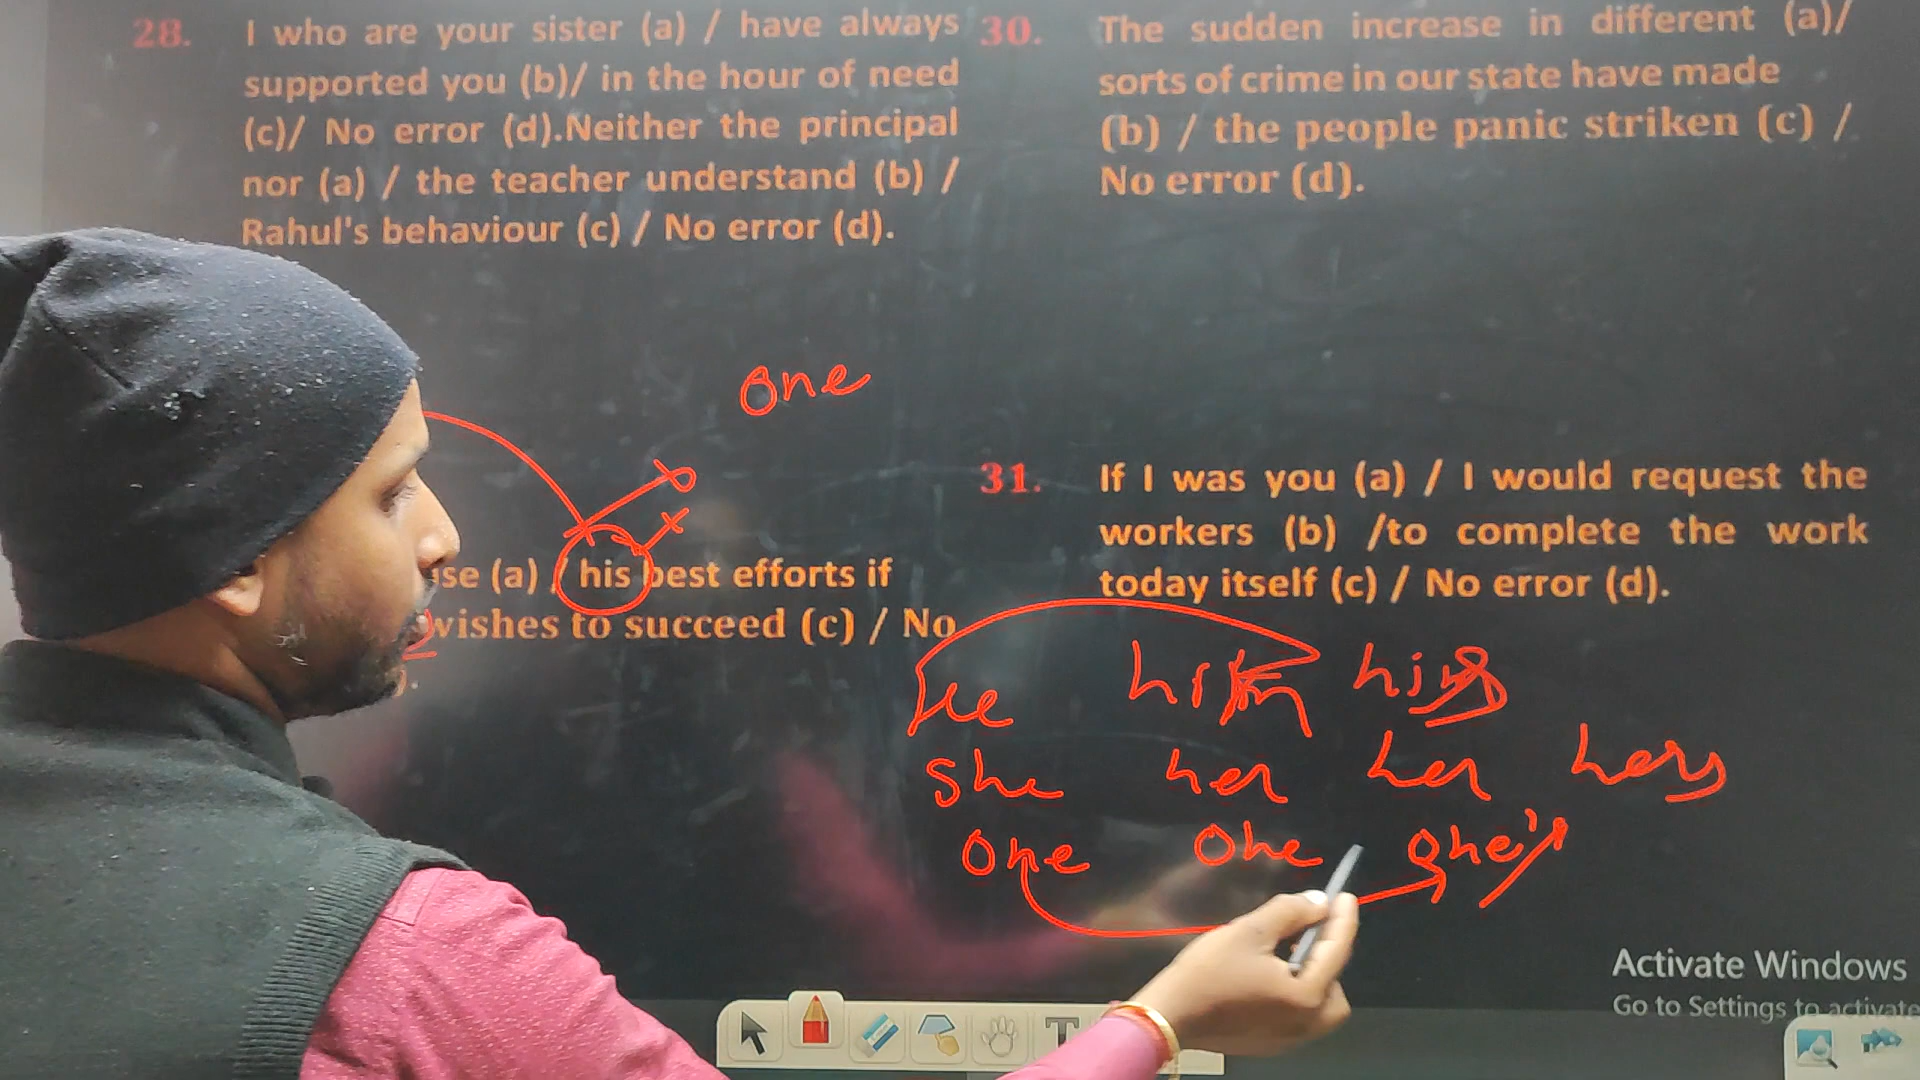 28. I who are your sister (a) / have always
supported you (b)/ in the hour of need
(c)/ No error (d).Neither the principal
nor (a) / the teacher understand (b) /
Rahul's behaviour (c) / No error (d).
one
se (a) / his best efforts if
wishes to succeed (c) / No
30. The sudden increase in different (a)/
sorts of crime in our state have made
(b) / the people panic striken (c) /
No error (d).
31. If I was you (a) / I would request the
workers (b) /to complete the work
today itself (c) / No error (d).
he him his
she her her hers
one one one's
Activate Windows
Go to Settings to activate
T